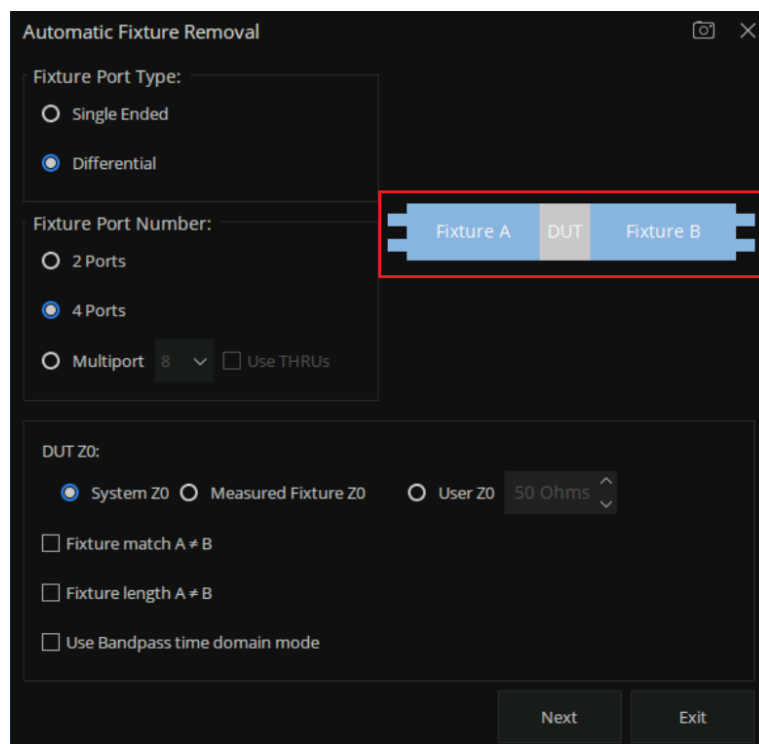 Automatic Fixture Removal
Fixture Port Type:
Single Ended
Differential
Fixture Port Number:
2 Ports
4 Ports
Multiport 8 Use THRUs
Fixture A DUT Fixture B
DUT Z0:
System Z0 Measured Fixture Z0 User Z0 50 Ohms
Fixture match A ≠ B
Fixture length A ≠ B
Use Bandpass time domain mode
Next Exit